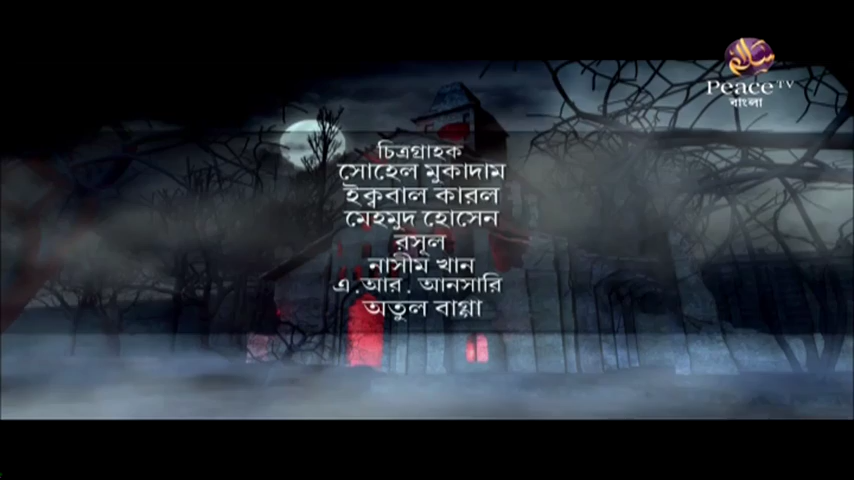 Peace TV
বাংলা
চিত্রগ্রাহক
সোহেল মুকাদাম
ইকবাল কারল
মেহমুদ হোসেন
রসূল
নাসীম খান
এ.আর. আনসারি
অতুল বাগ্গা